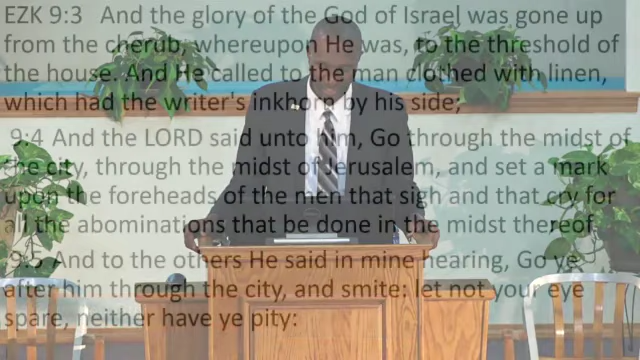 EZK 9:3 And the glory of the God of Israel was gone up
from the cherub, whereupon He was, to the threshold of
the house. And He called to the man clothed with linen,
which had the writer's inkhorn by his side;
9:4 And the LORD said unto him, Go through the midst of
the city, through the midst of Jerusalem, and set a mark
upon the foreheads of the men that sigh and that cry for
all the abominations that be done in the midst thereof.
9:5 And to the others He said in mine hearing, Go ye
after him through the city, and smite: let not your eye
spare, neither have ye pity: